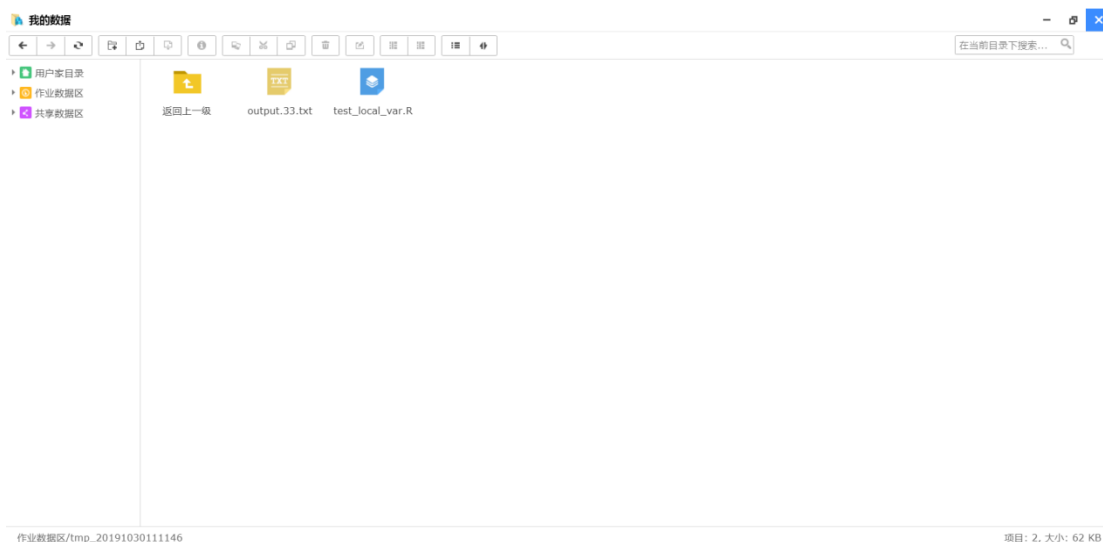 我的数据
在当前目录下搜索...
用户家目录
作业数据区
共享数据区
TXT
返回上一级
output.33.txt
test_local_var.R
作业数据区/tmp_20191030111146
项目: 2, 大小: 62 KB